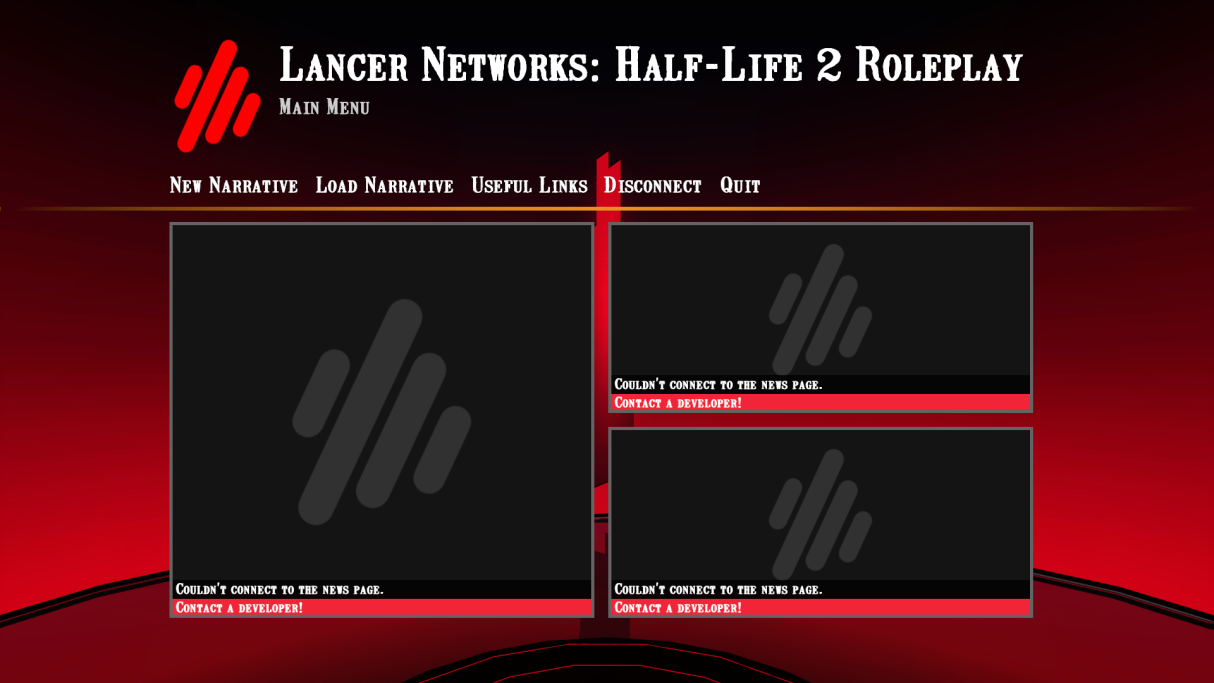 Lancer Networks: Half-Life 2 Roleplay
Main Menu
New Narrative Load Narrative Useful Links Disconnect Quit
Couldn't connect to the news page.
Contact a developer!
Couldn't connect to the news page.
Contact a developer!
Couldn't connect to the news page.
Contact a developer!